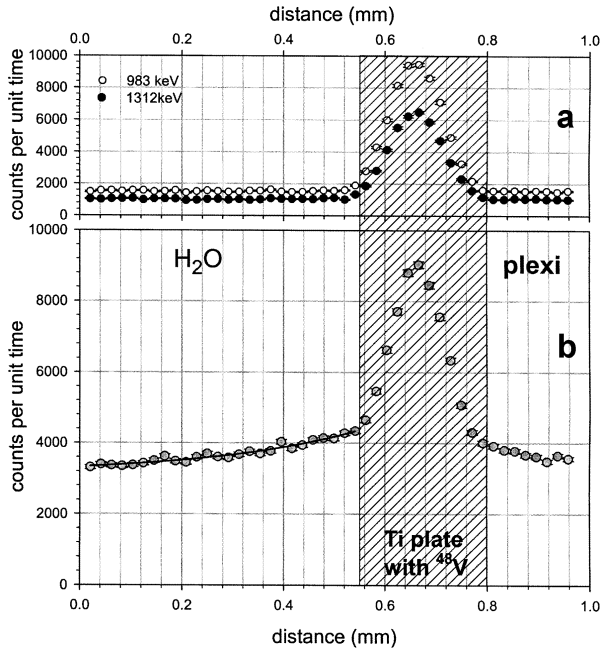 distance (mm)
0.0 0.2 0.4 0.6 0.8 1.0
counts per unit time
10000
8000
6000
4000
2000
0
983 keV
1312keV
a
counts per unit time
10000
8000
6000
4000
2000
0
H₂O
plexi
b
Ti plate
with ⁴⁸V
0.0 0.2 0.4 0.6 0.8 1.0
distance (mm)